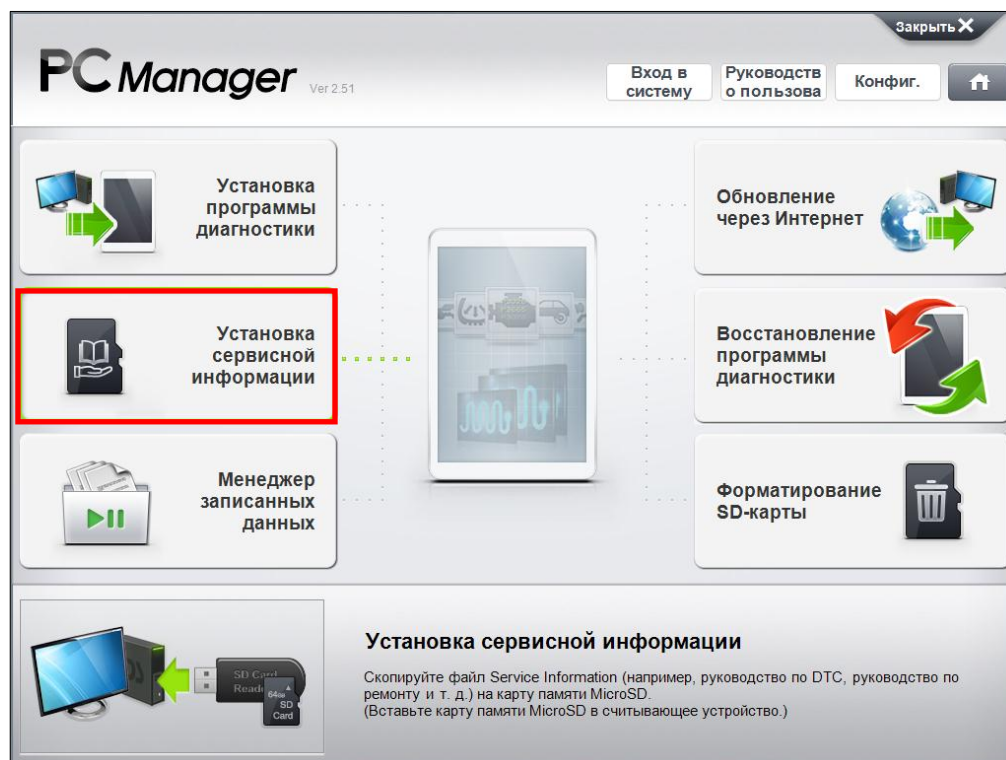 Закрыть X
PC Manager Ver 2.51
Вход в
систему
Руководств
о пользова
Конфиг.
Установка
программы
диагностики
Обновление
через Интернет
Установка
сервисной
информации
Восстановление
программы
диагностики
Менеджер
записанных
данных
Форматирование
SD-карты
SD Card
Reader
64GB
SD
Card
Установка сервисной информации
Скопируйте файл Service Information (например, руководство по DTC, руководство по
ремонту и т. д.) на карту памяти MicroSD.
(Вставьте карту памяти MicroSD в считывающее устройство.)